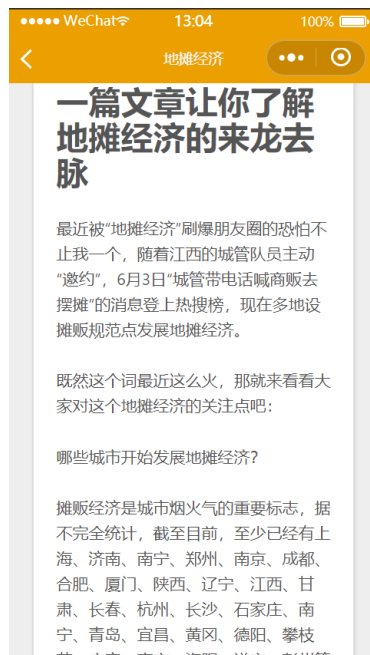 WeChat 13:04 100%
地摊经济
一篇文章让你了解
地摊经济的来龙去
脉
最近被“地摊经济”刷爆朋友圈的恐怕不
止我一个，随着江西的城管队员主动
“邀约”，6月3日“城管带电话喊商贩去
摆摊”的消息登上热搜榜，现在多地设
摊贩规范点发展地摊经济。
既然这个词最近这么火，那就来看看大
家对这个地摊经济的关注点吧：
哪些城市开始发展地摊经济？
摊贩经济是城市烟火气的重要标志，据
不完全统计，截至目前，至少已经有上
海、济南、南宁、郑州、南京、成都、
合肥、厦门、陕西、辽宁、江西、甘
肃、长春、杭州、长沙、石家庄、南
宁、青岛、宜昌、黄冈、德阳、攀枝